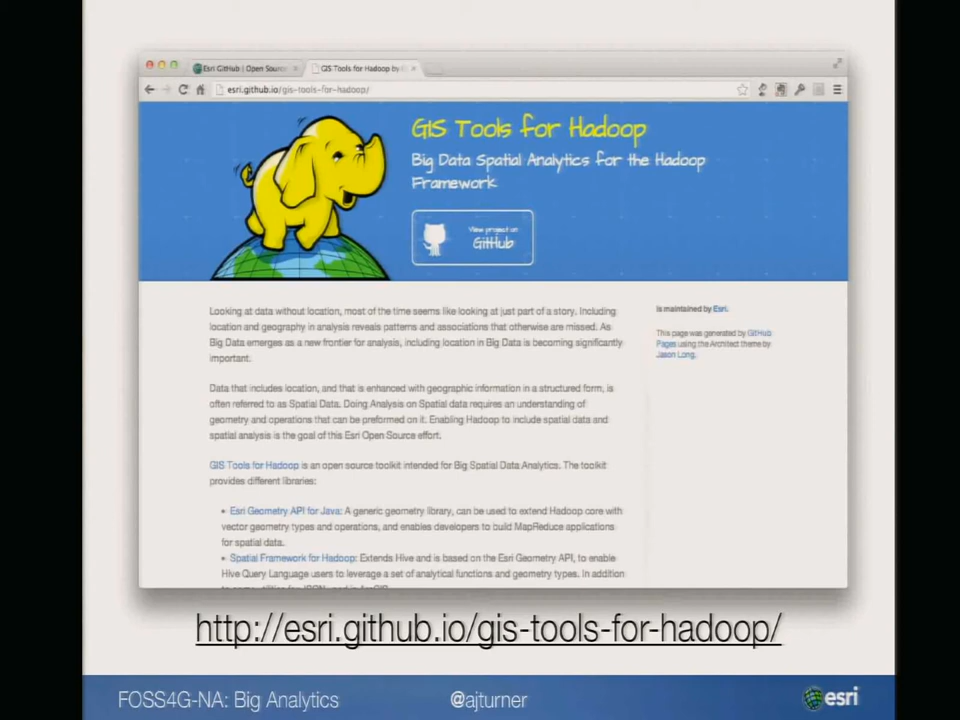 Esri GitHub | Open Source
GIS Tools for Hadoop by
esri.github.io/gis-tools-for-hadoop/
GIS Tools for Hadoop
Big Data Spatial Analytics for the Hadoop
Framework
View project on
GitHub
Looking at data without location, most of the time seems like looking at just part of a story. Including
location and geography in analysis reveals patterns and associations that otherwise are missed. As
Big Data emerges as a new frontier for analysis, including location in Big Data is becoming significantly
important.
Data that includes location, and that is enhanced with geographic information in a structured form, is
often referred to as Spatial Data. Doing Analysis on Spatial data requires an understanding of
geometry and operations that can be preformed on it. Enabling Hadoop to include spatial data and
spatial analysis is the goal of this Esri Open Source effort.
GIS Tools for Hadoop is an open source toolkit intended for Big Spatial Data Analytics. The toolkit
provides different libraries:
• Esri Geometry API for Java: A generic geometry library, can be used to extend Hadoop core with
vector geometry types and operations, and enables developers to build MapReduce applications
for spatial data.
• Spatial Framework for Hadoop: Extends Hive and is based on the Esri Geometry API, to enable
Hive Query Language users to leverage a set of analytical functions and geometry types. In addition
is maintained by Esri.
This page was generated by GitHub
Pages using the Architect theme by
Jason Long.
http://esri.github.io/gis-tools-for-hadoop/
FOSS4G-NA: Big Analytics
@ajturner
esri